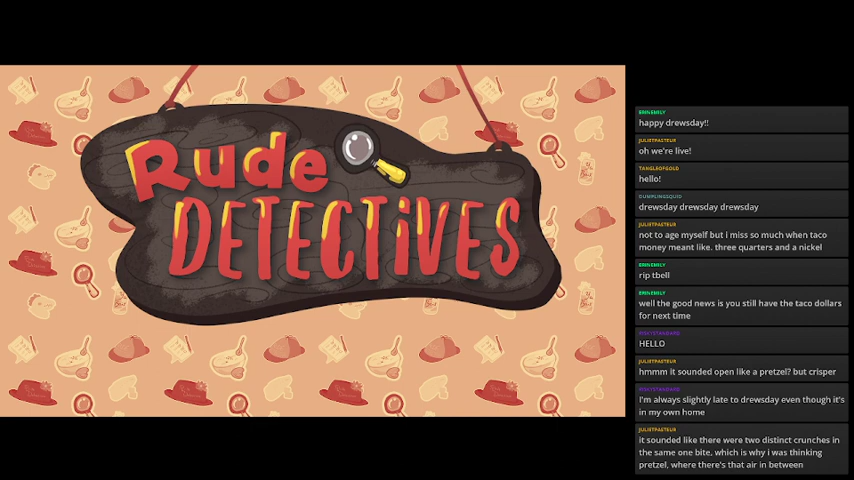 Rude
DETECTIVES
ERINEMILY
happy drewsday!!
JULIETPASTEUR
oh we're live!
TANGLEOFGOLD
hello!
DUMPLINGSQUID
drewsday drewsday drewsday
JULIETPASTEUR
not to age myself but i miss so much when taco
money meant like. three quarters and a nickel
ERINEMILY
rip tbell
ERINEMILY
well the good news is you still have the taco dollars
for next time
HELLO
JULIETPASTEUR
hmmm it sounded open like a pretzel? but crisper
I'm always slightly late to drewsday even though it's
in my own home
JULIETPASTEUR
it sounded like there were two distinct crunches in
the same one bite, which is why i was thinking
pretzel, where there's that air in between